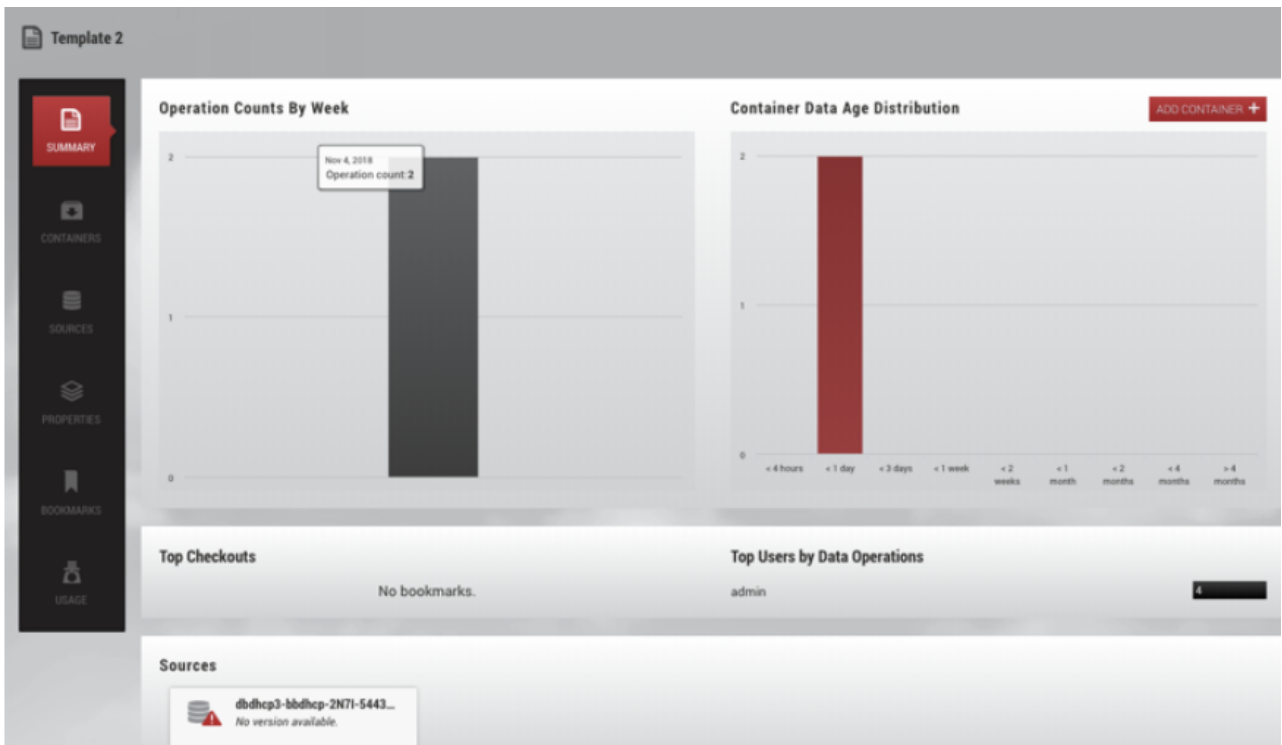 Template 2
SUMMARY
CONTAINERS
SOURCES
PROPERTIES
BOOKMARKS
USAGE
Operation Counts By Week
2
1
0
Nov 4, 2018
Operation count:2
Container Data Age Distribution
ADD CONTAINER +
2
1
0
< 4 hours
< 1 day
< 3 days
< 1 week
< 2
weeks
< 1
month
< 2
months
< 4
months
> 4
months
Top Checkouts
No bookmarks.
Top Users by Data Operations
admin
4
Sources
dbdhcp3-bbdhcp-2N7I-5443...
No version available.